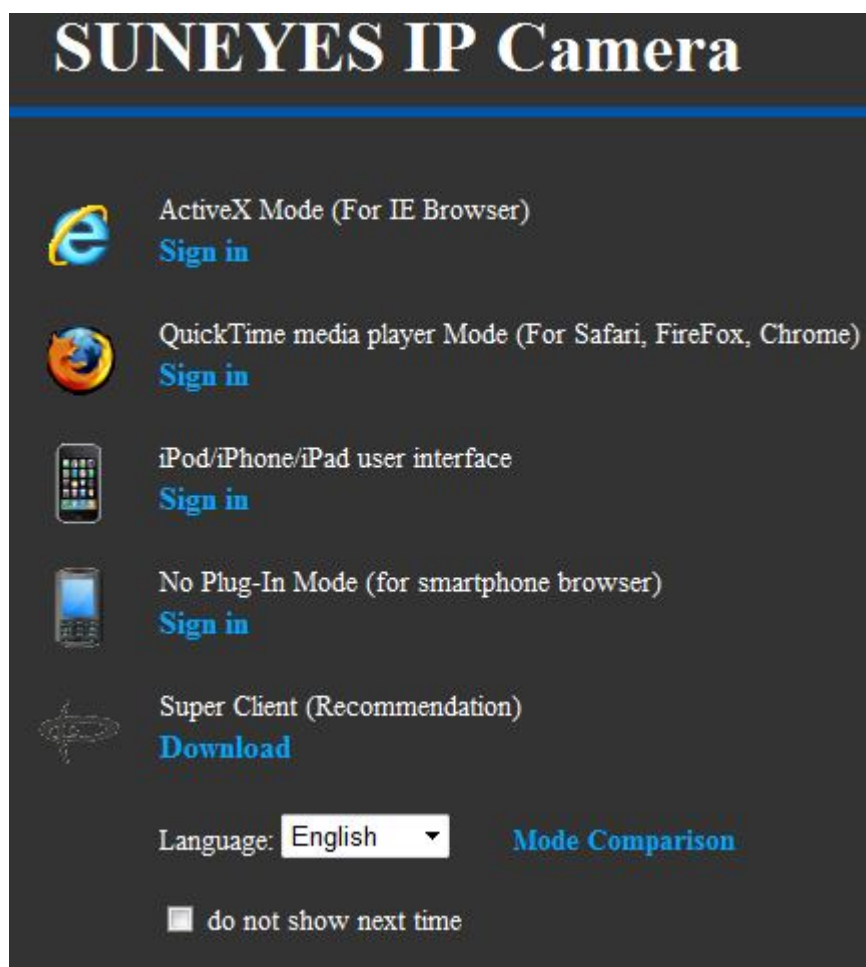 SUNEYES IP Camera
ActiveX Mode (For IE Browser)
Sign in
QuickTime media player Mode (For Safari, FireFox, Chrome)
Sign in
iPod/iPhone/iPad user interface
Sign in
No Plug-In Mode (for smartphone browser)
Sign in
Super Client (Recommendation)
Download
Language: English Mode Comparison
do not show next time